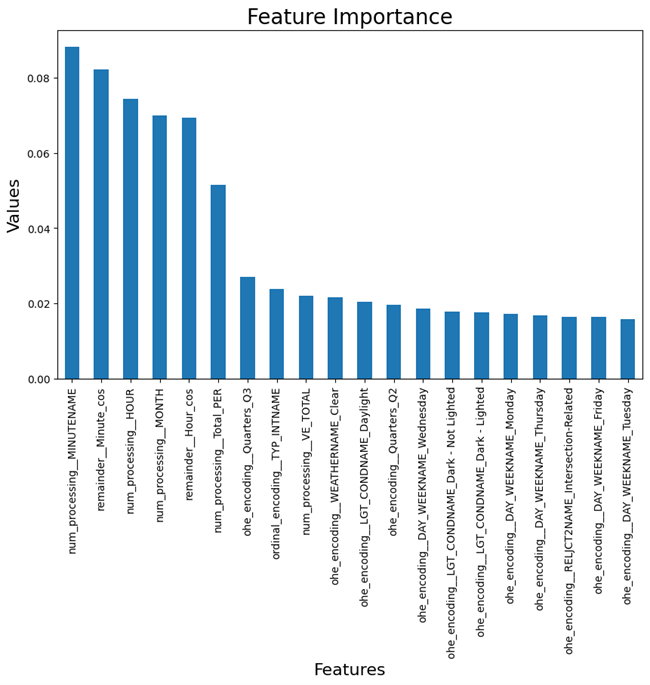 Feature Importance
Values
0.08
0.06
0.04
0.02
0.00
num_processing__MINUTENAME
remainder__Minute_cos
num_processing__HOUR
num_processing__MONTH
remainder__Hour_cos
num_processing__Total_PER
ohe_encoding__Quarters_Q3
ordinal_encoding__TYP_INTNAME
num_processing__VE_TOTAL
ohe_encoding__WEATHERNAME_Clear
ohe_encoding__LGT_CONDNAME_Daylight
ohe_encoding__Quarters_Q2
ohe_encoding__DAY_WEEKNAME_Wednesday
ohe_encoding__LGT_CONDNAME_Dark - Not Lighted
ohe_encoding__LGT_CONDNAME_Dark - Lighted
ohe_encoding__DAY_WEEKNAME_Monday
ohe_encoding__DAY_WEEKNAME_Thursday
ohe_encoding__RELJCT2NAME_Intersection-Related
ohe_encoding__DAY_WEEKNAME_Friday
ohe_encoding__DAY_WEEKNAME_Tuesday
Features